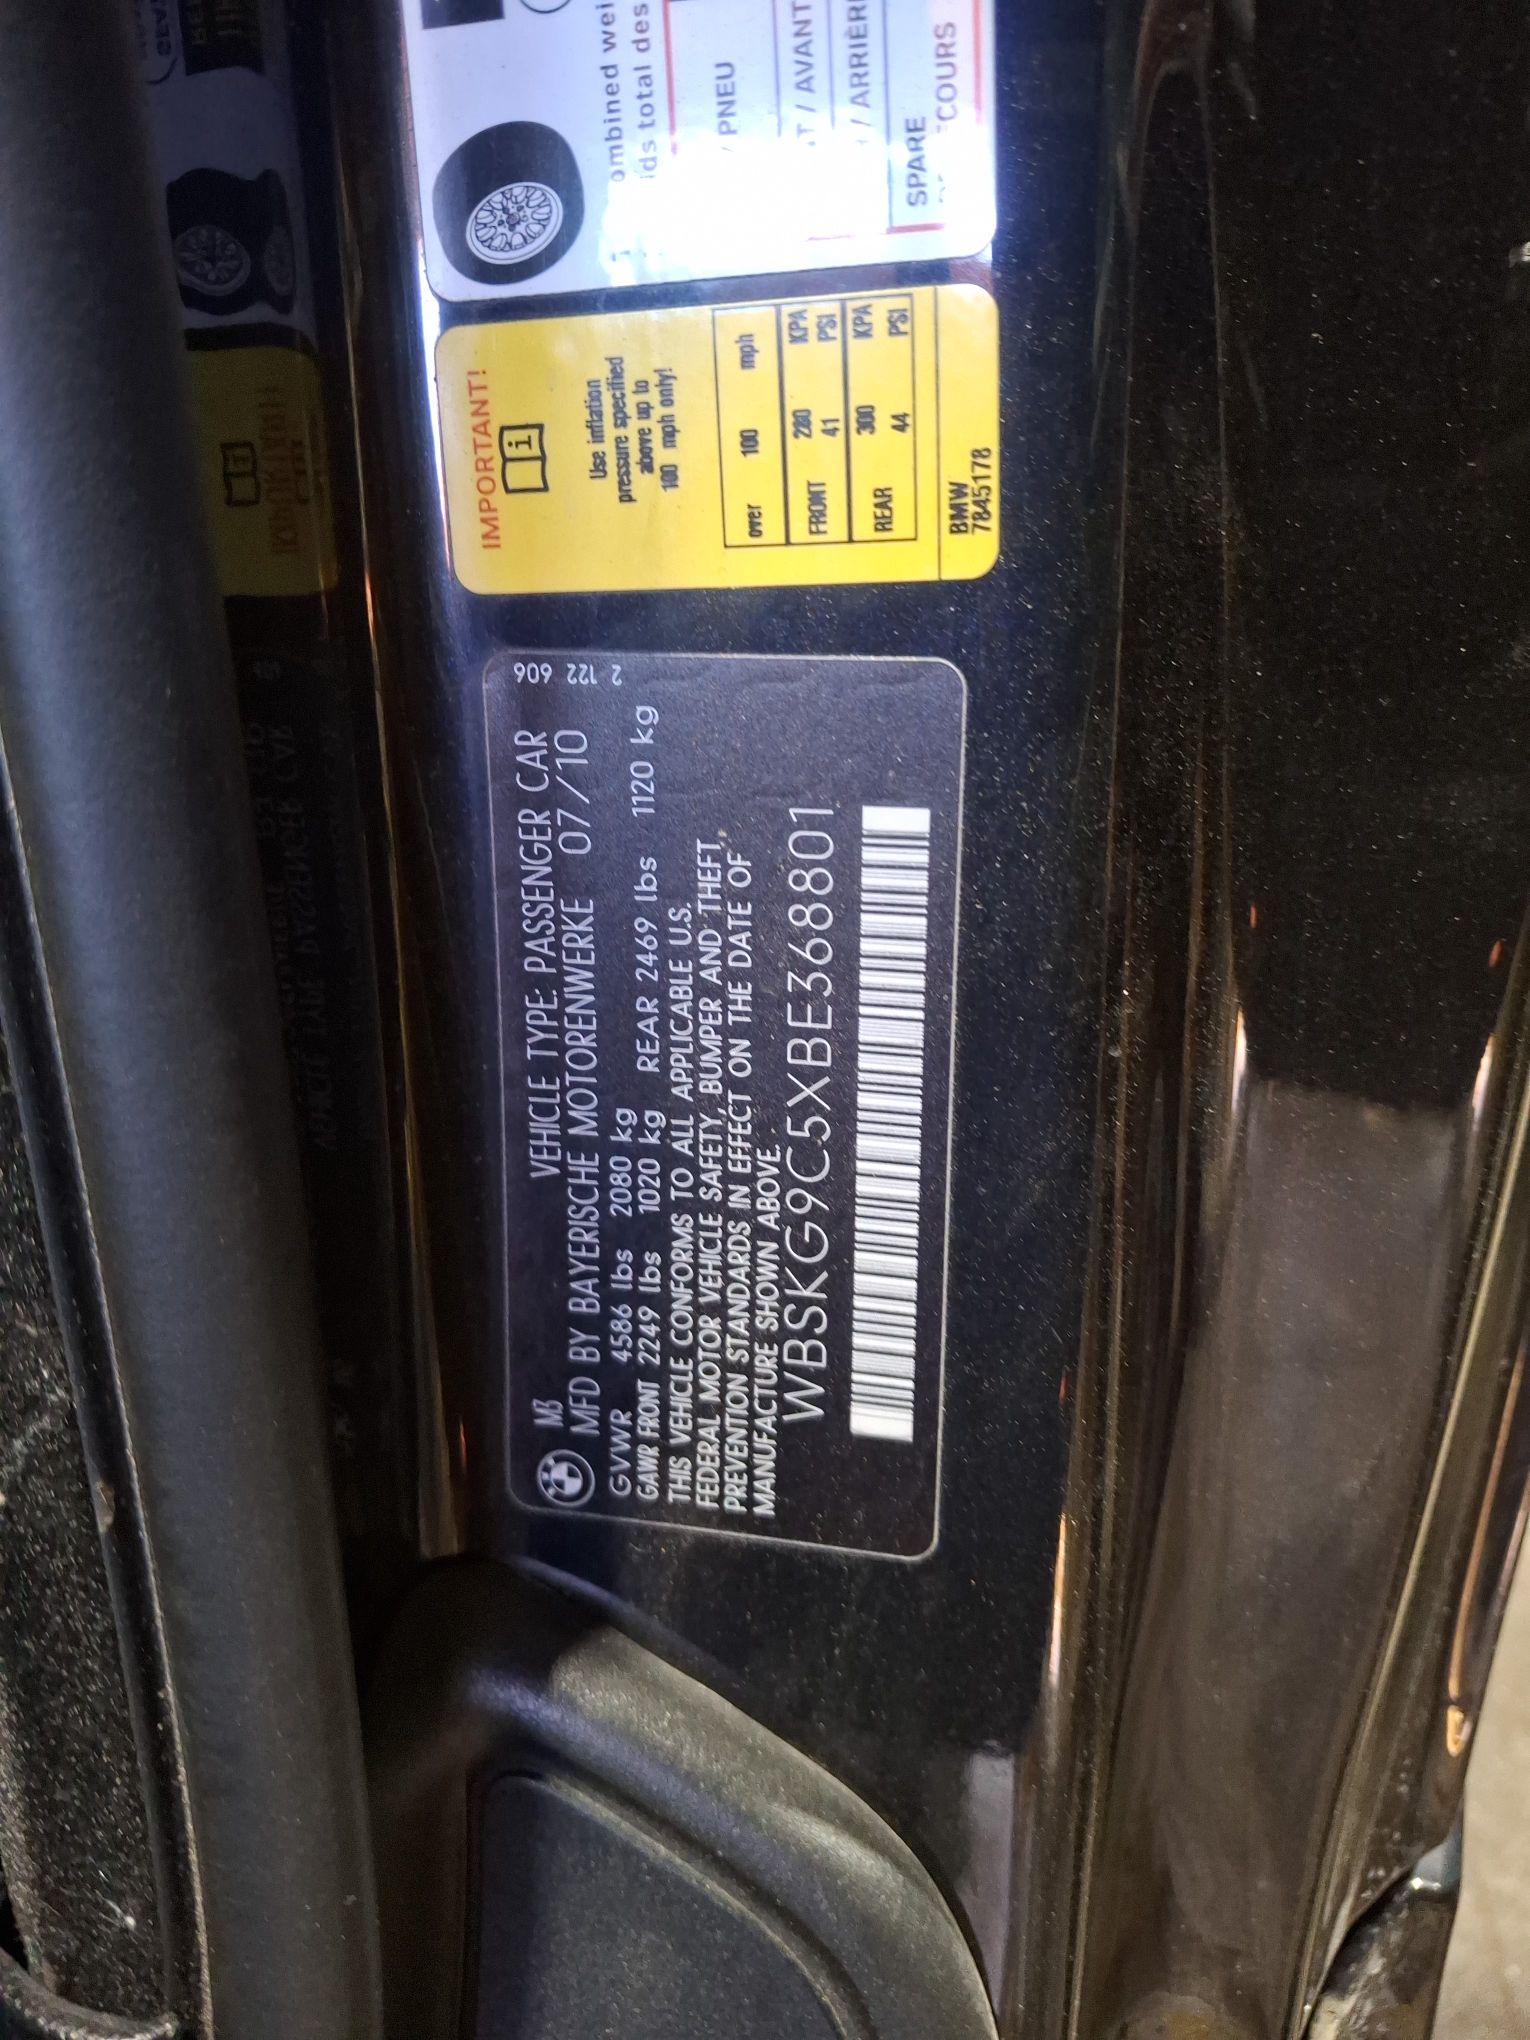 ombined wei
ds total des
PNEU
T / AVANT
/ ARRIÈRE
SPARE
COURS
IMPORTANT!
Use inflation
pressure specified
above up to
100 mph only!
over 100 mph
FRONT 280 KPA
41 PSI
REAR 300 KPA
44 PSI
BMW
7845178
M3 VEHICLE TYPE: PASSENGER CAR
MFD BY BAYERISCHE MOTORENWERKE 07/10
GVWR 4586 lbs 2080 kg
GAWR FRONT 2249 lbs 1020 kg REAR 2469 lbs 1120 kg
THIS VEHICLE CONFORMS TO ALL APPLICABLE U.S.
FEDERAL MOTOR VEHICLE SAFETY, BUMPER AND THEFT
PREVENTION STANDARDS IN EFFECT ON THE DATE OF
MANUFACTURE SHOWN ABOVE.
WBSKG9C5XBE368801
2 122 606